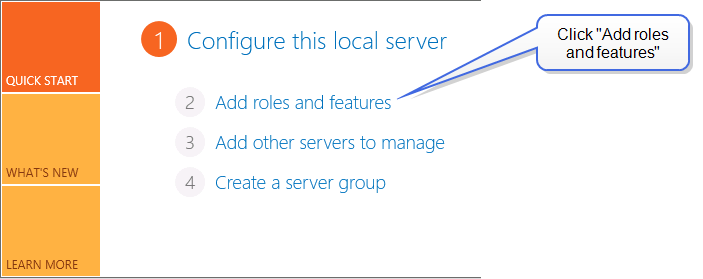 1 Configure this local server
Click "Add roles
and features"
QUICK START
2 Add roles and features
3 Add other servers to manage
WHAT'S NEW
4 Create a server group
LEARN MORE